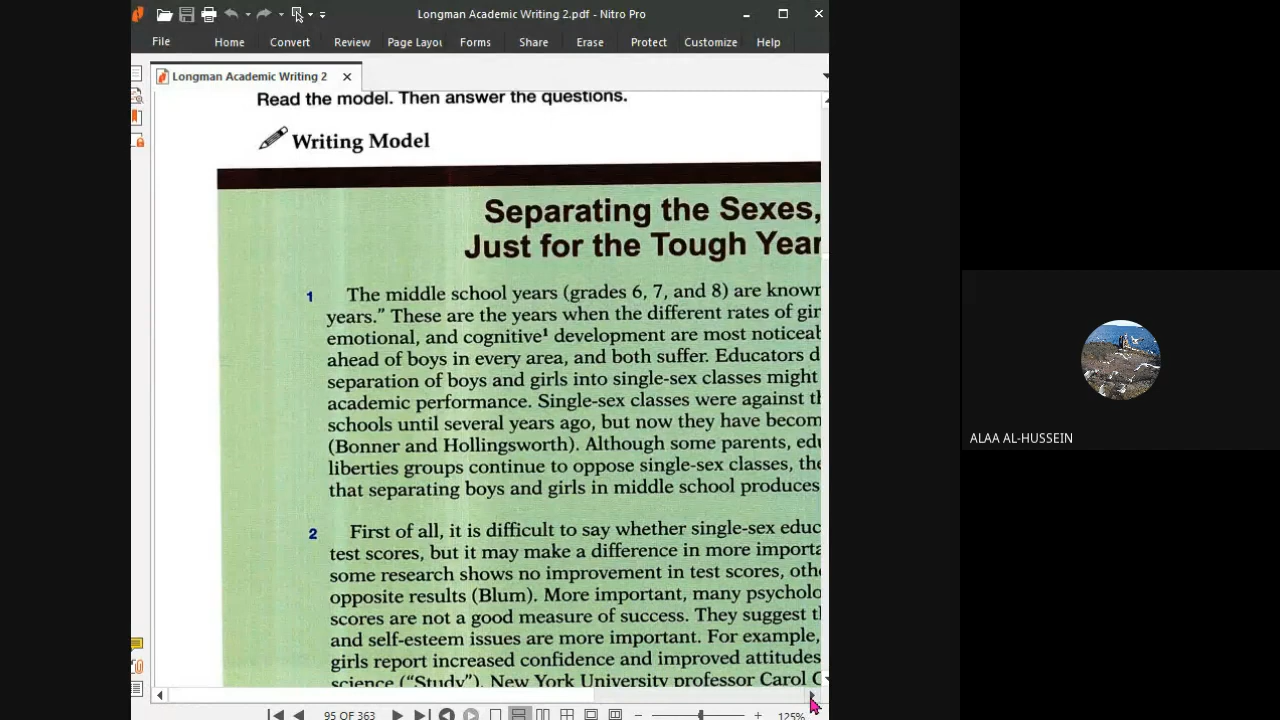 Longman Academic Writing 2.pdf - Nitro Pro
File Home Convert Review Page Layou Forms Share Erase Protect Customize Help
Longman Academic Writing 2
Read the model. Then answer the questions.
Writing Model
Separating the Sexes,
Just for the Tough Year
1 The middle school years (grades 6, 7, and 8) are known
years.” These are the years when the different rates of gir
emotional, and cognitive¹ development are most noticeab
ahead of boys in every area, and both suffer. Educators d
separation of boys and girls into single-sex classes might
academic performance. Single-sex classes were against th
schools until several years ago, but now they have becom
(Bonner and Hollingsworth). Although some parents, edu
liberties groups continue to oppose single-sex classes, the
that separating boys and girls in middle school produces
2 First of all, it is difficult to say whether single-sex educ
test scores, but it may make a difference in more importa
some research shows no improvement in test scores, oth
opposite results (Blum). More important, many psycholo
scores are not a good measure of success. They suggest t
and self-esteem issues are more important. For example,
girls report increased confidence and improved attitudes
science (“Study”). New York University professor Carol G
95 OF 363
125%
ALAA AL-HUSSEIN